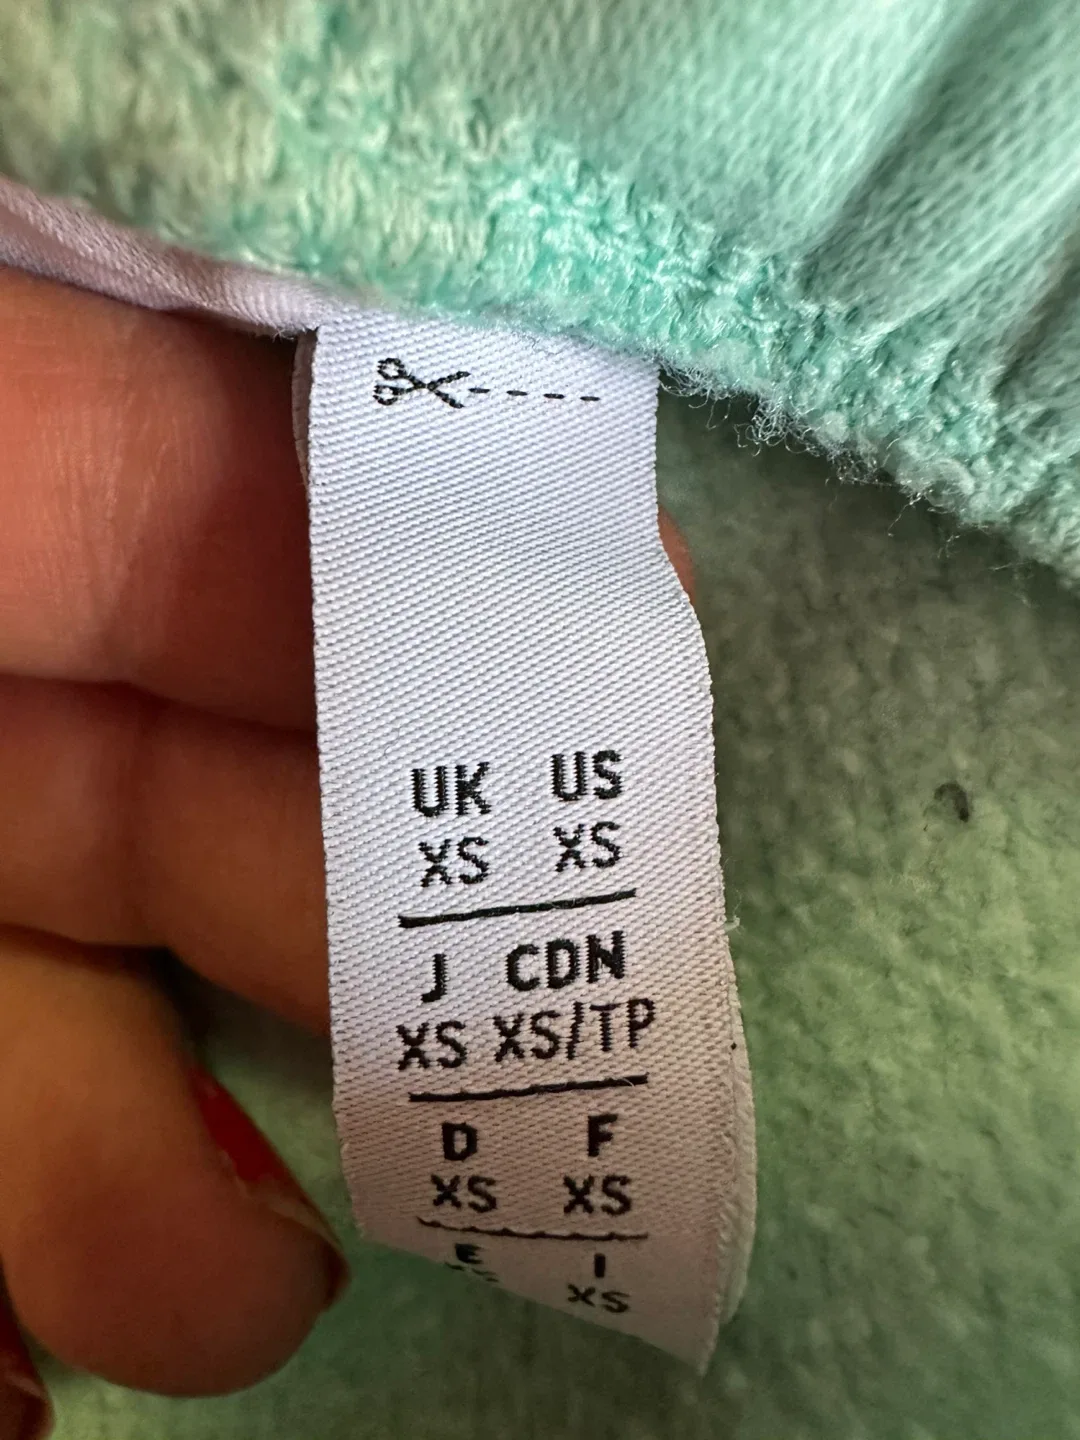 UK US
XS XS
J CDN
XS XS/TP
D F
XS XS
E I
XS